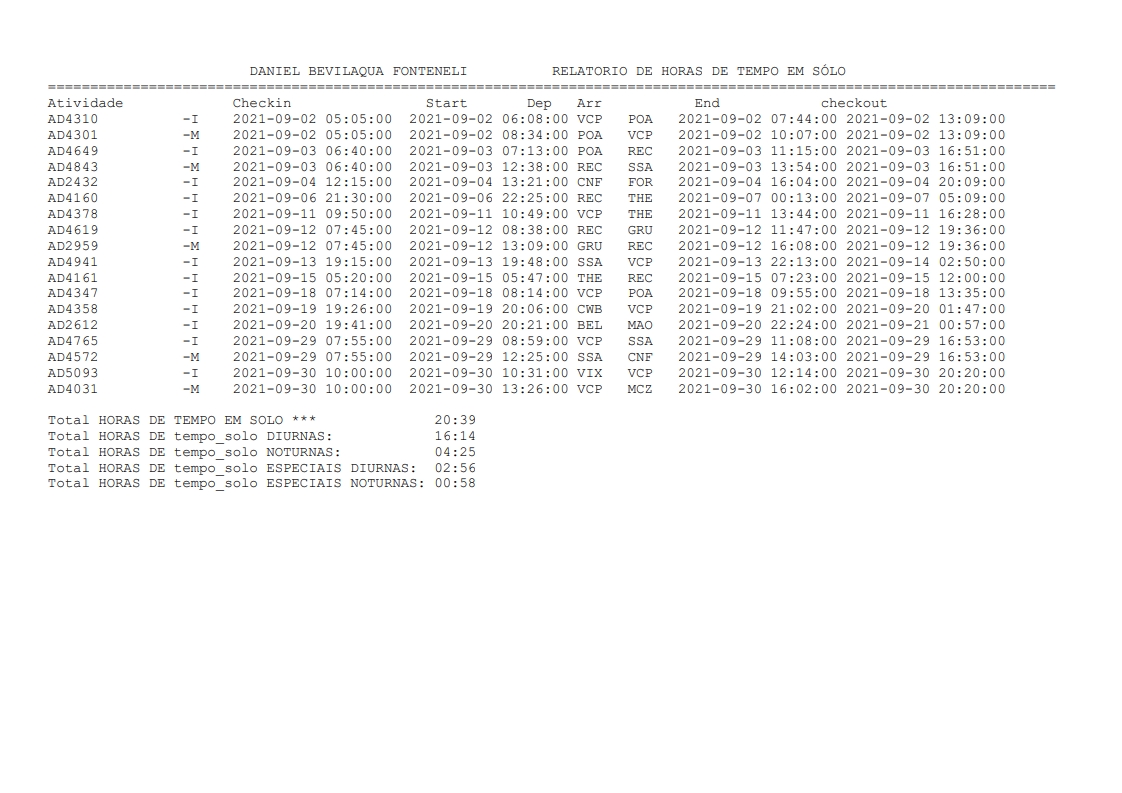 DANIEL BEVILAQUA FONTENELI          RELATORIO DE HORAS DE TEMPO EM SÓLO
========================================================================================================================
Atividade             Checkin                Start       Dep   Arr           End            checkout
AD4310          -I    2021-09-02 05:05:00  2021-09-02 06:08:00 VCP   POA   2021-09-02 07:44:00 2021-09-02 13:09:00
AD4301          -M    2021-09-02 05:05:00  2021-09-02 08:34:00 POA   VCP   2021-09-02 10:07:00 2021-09-02 13:09:00
AD4649          -I    2021-09-03 06:40:00  2021-09-03 07:13:00 POA   REC   2021-09-03 11:15:00 2021-09-03 16:51:00
AD4843          -M    2021-09-03 06:40:00  2021-09-03 12:38:00 REC   SSA   2021-09-03 13:54:00 2021-09-03 16:51:00
AD2432          -I    2021-09-04 12:15:00  2021-09-04 13:21:00 CNF   FOR   2021-09-04 16:04:00 2021-09-04 20:09:00
AD4160          -I    2021-09-06 21:30:00  2021-09-06 22:25:00 REC   THE   2021-09-07 00:13:00 2021-09-07 05:09:00
AD4378          -I    2021-09-11 09:50:00  2021-09-11 10:49:00 VCP   THE   2021-09-11 13:44:00 2021-09-11 16:28:00
AD4619          -I    2021-09-12 07:45:00  2021-09-12 08:38:00 REC   GRU   2021-09-12 11:47:00 2021-09-12 19:36:00
AD2959          -M    2021-09-12 07:45:00  2021-09-12 13:09:00 GRU   REC   2021-09-12 16:08:00 2021-09-12 19:36:00
AD4941          -I    2021-09-13 19:15:00  2021-09-13 19:48:00 SSA   VCP   2021-09-13 22:13:00 2021-09-14 02:50:00
AD4161          -I    2021-09-15 05:20:00  2021-09-15 05:47:00 THE   REC   2021-09-15 07:23:00 2021-09-15 12:00:00
AD4347          -I    2021-09-18 07:14:00  2021-09-18 08:14:00 VCP   POA   2021-09-18 09:55:00 2021-09-18 13:35:00
AD4358          -I    2021-09-19 19:26:00  2021-09-19 20:06:00 CWB   VCP   2021-09-19 21:02:00 2021-09-20 01:47:00
AD2612          -I    2021-09-20 19:41:00  2021-09-20 20:21:00 BEL   MAO   2021-09-20 22:24:00 2021-09-21 00:57:00
AD4765          -I    2021-09-29 07:55:00  2021-09-29 08:59:00 VCP   SSA   2021-09-29 11:08:00 2021-09-29 16:53:00
AD4572          -M    2021-09-29 07:55:00  2021-09-29 12:25:00 SSA   CNF   2021-09-29 14:03:00 2021-09-29 16:53:00
AD5093          -I    2021-09-30 10:00:00  2021-09-30 10:31:00 VIX   VCP   2021-09-30 12:14:00 2021-09-30 20:20:00
AD4031          -M    2021-09-30 10:00:00  2021-09-30 13:26:00 VCP   MCZ   2021-09-30 16:02:00 2021-09-30 20:20:00
Total HORAS DE TEMPO EM SOLO ***              20:39
Total HORAS DE tempo_solo DIURNAS:            16:14
Total HORAS DE tempo_solo NOTURNAS:           04:25
Total HORAS DE tempo_solo ESPECIAIS DIURNAS:  02:56
Total HORAS DE tempo_solo ESPECIAIS NOTURNAS: 00:58